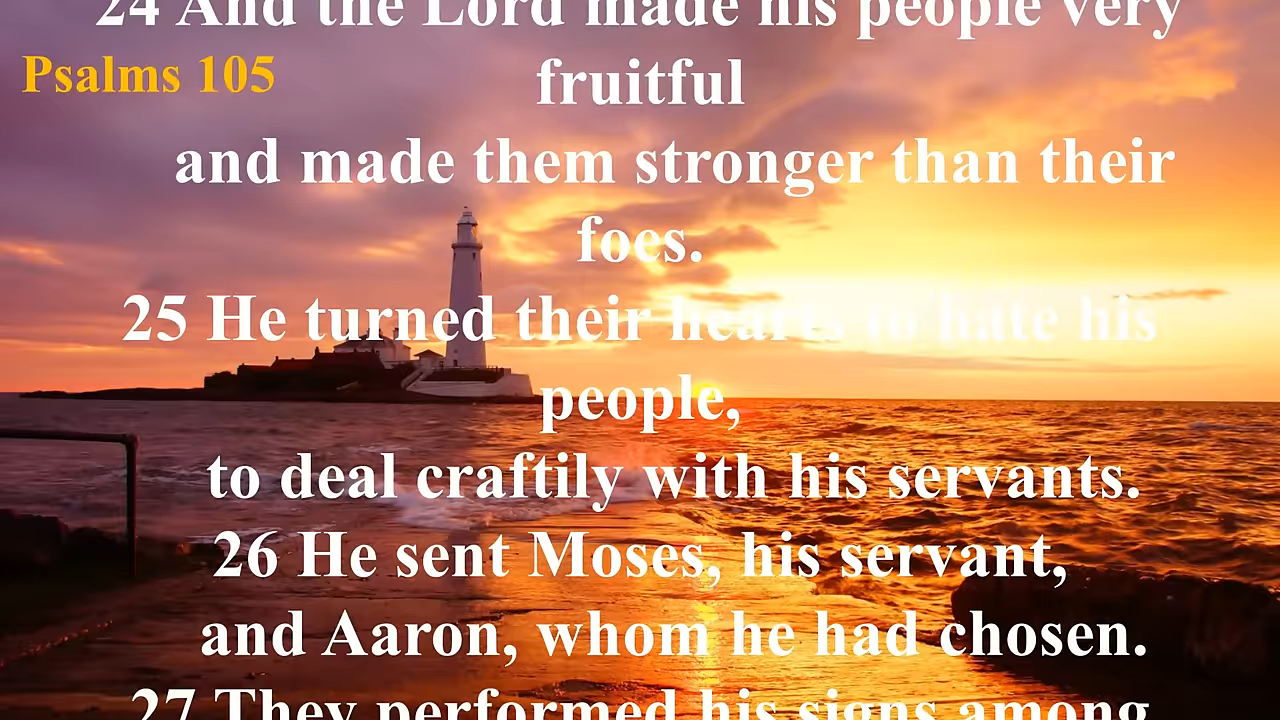 24 And the Lord made his people very
Psalms 105
fruitful
and made them stronger than their
foes.
25 He turned their hearts to hate his
people,
to deal craftily with his servants.
26 He sent Moses, his servant,
and Aaron, whom he had chosen.
27 They performed his signs among